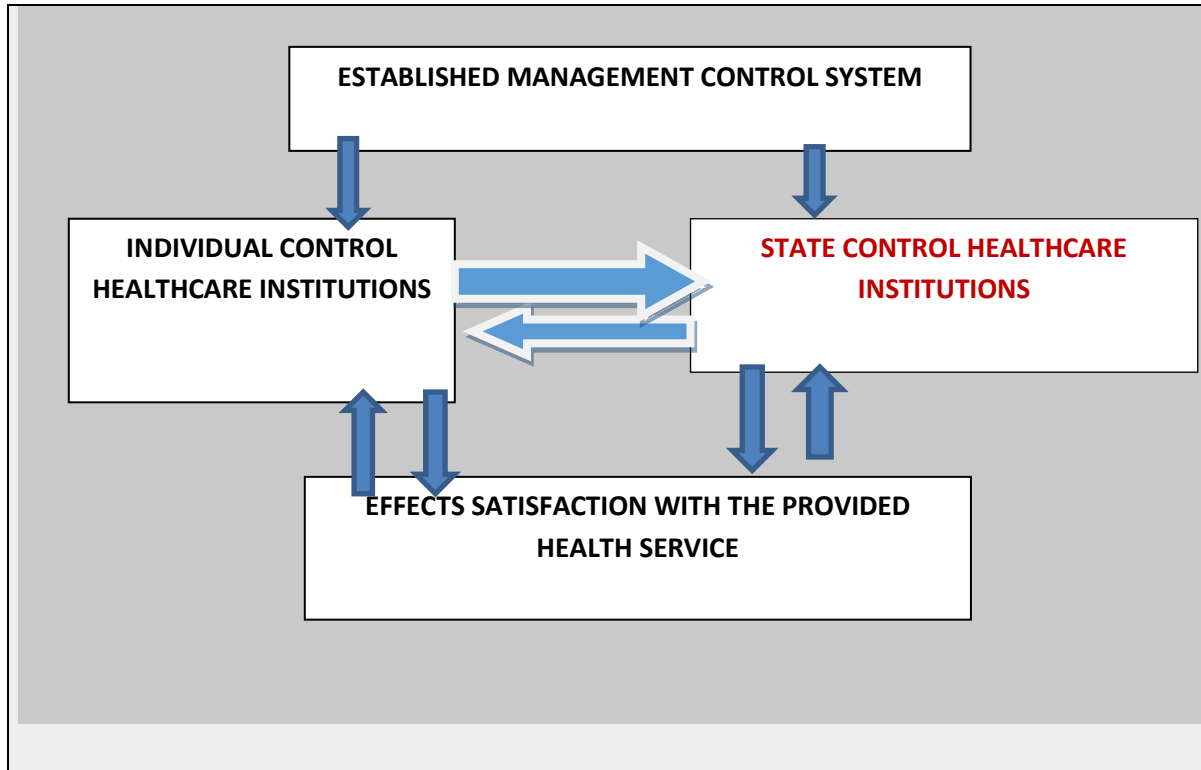 ESTABLISHED MANAGEMENT CONTROL SYSTEM
INDIVIDUAL CONTROL
HEALTHCARE INSTITUTIONS
STATE CONTROL HEALTHCARE
INSTITUTIONS
EFFECTS SATISFACTION WITH THE PROVIDED
HEALTH SERVICE